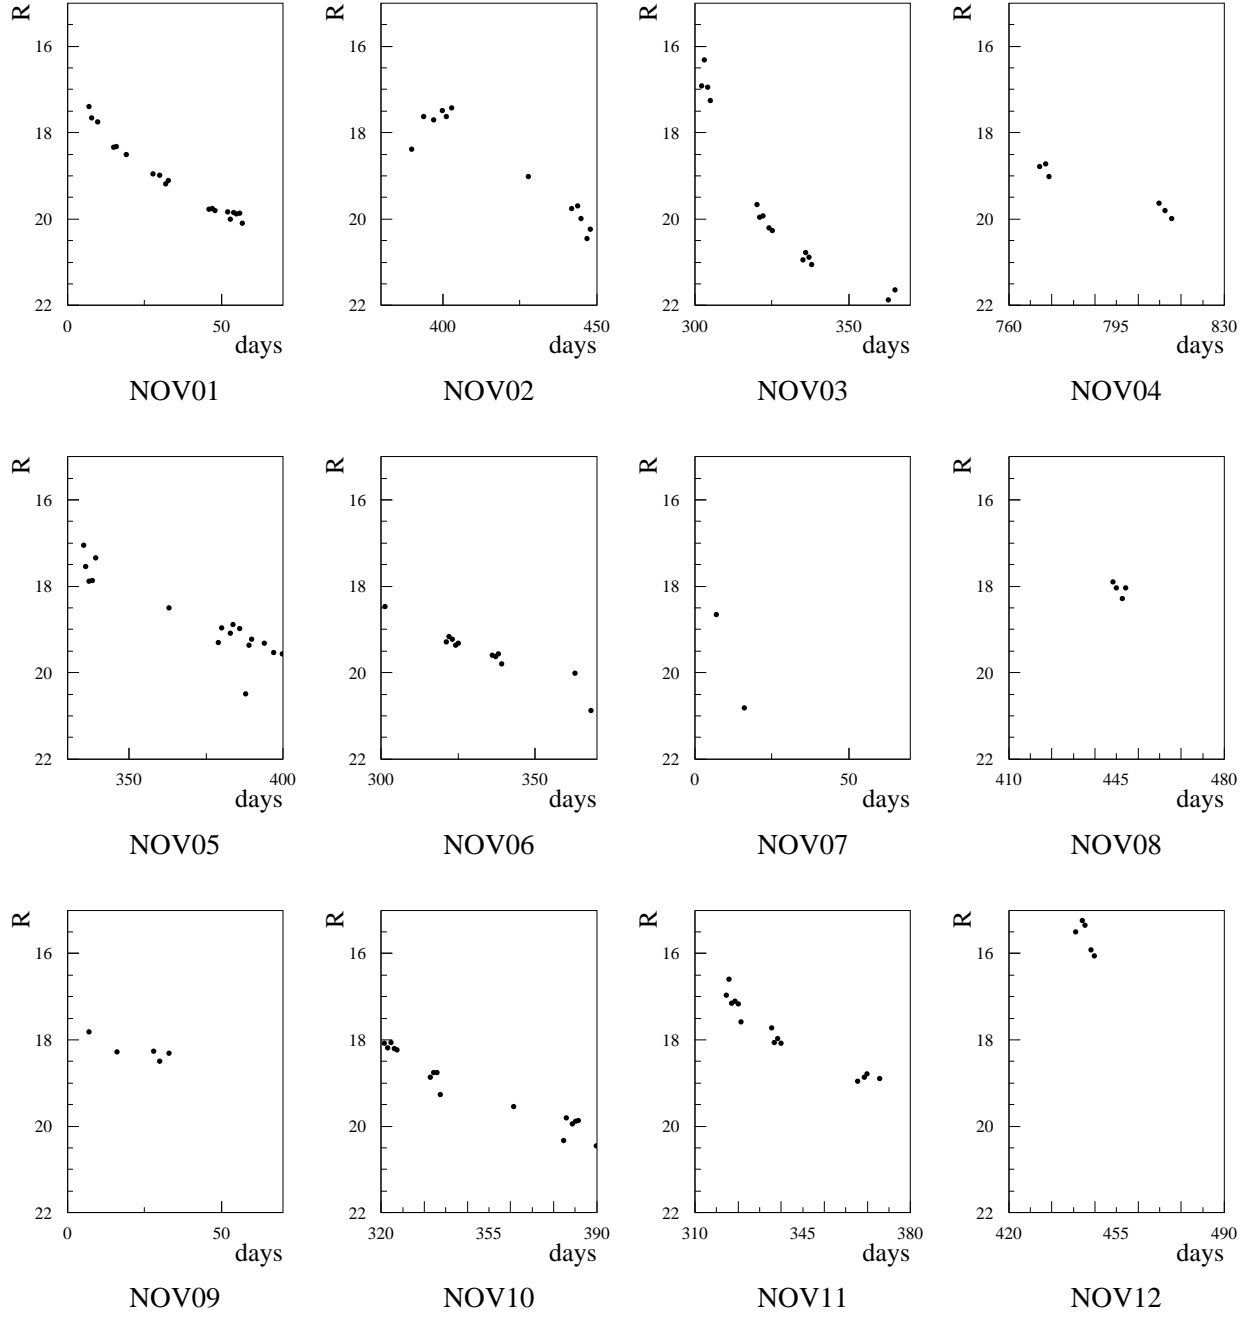 R R R R
16 16 16 16
18 18 18 18
20 20 20 20
22 22 22 22
0 50 400 450 300 350 760 795 830
days days days days
NOV01 NOV02 NOV03 NOV04
R R R R
16 16 16 16
18 18 18 18
20 20 20 20
22 22 22 22
350 400 300 350 0 50 410 445 480
days days days days
NOV05 NOV06 NOV07 NOV08
R R R R
16 16 16 16
18 18 18 18
20 20 20 20
22 22 22 22
0 50 320 355 390 310 345 380 420 455 490
days days days days
NOV09 NOV10 NOV11 NOV12